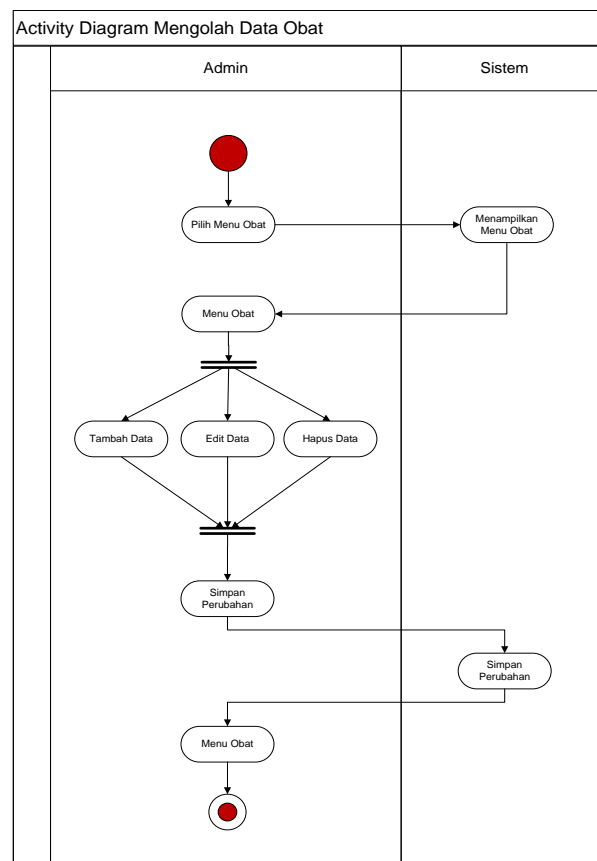 Activity Diagram Mengolah Data Obat
Admin
Sistem
Pilih Menu Obat
Menampilkan
Menu Obat
Menu Obat
Tambah Data
Edit Data
Hapus Data
Simpan
Perubahan
Simpan
Perubahan
Menu Obat